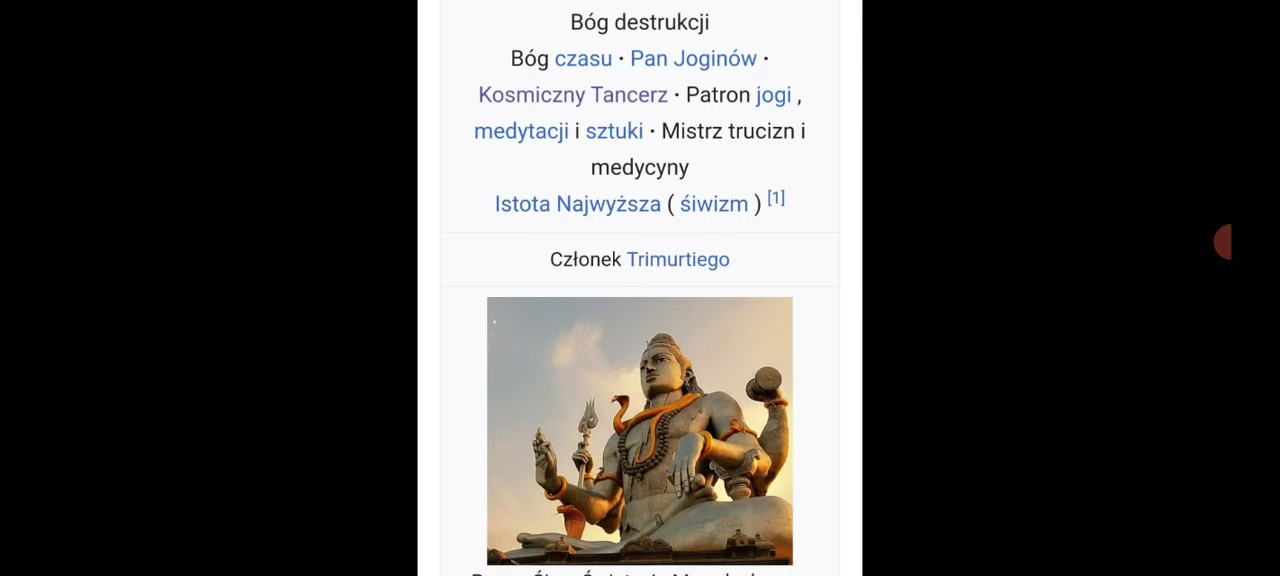 Bóg destrukcji
Bóg czasu · Pan Joginów ·
Kosmiczny Tancerz · Patron jogi ,
medytacji i sztuki · Mistrz trucizn i
medycyny
Istota Najwyższa ( śiwizm ) [1]
Członek Trimurtiego